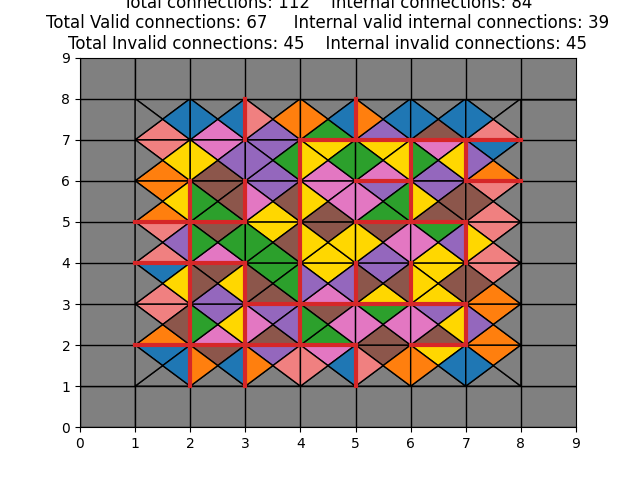 Total connections: 112    Internal connections: 84
Total Valid connections: 67     Internal valid internal connections: 39
Total Invalid connections: 45    Internal invalid connections: 45
9
8
7
6
5
4
3
2
1
0
0 1 2 3 4 5 6 7 8 9